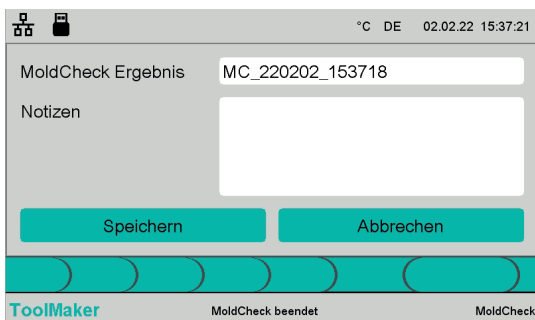 °C DE 02.02.22 15:37:21
MoldCheck Ergebnis MC_220202_153718
Notizen
Speichern Abbrechen
ToolMaker MoldCheck beendet MoldCheck